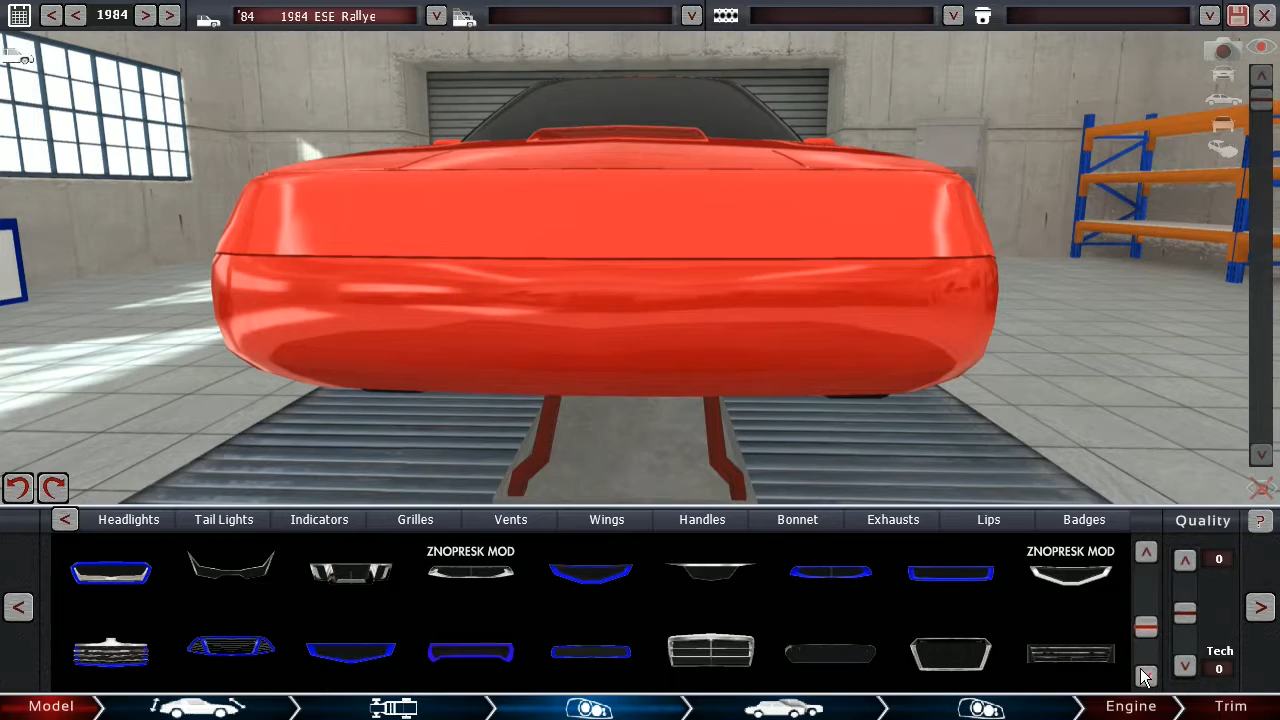 1984
'84 1984 ESE Rallye
Headlights Tail Lights Indicators Grilles Vents Wings Handles Bonnet Exhausts Lips Badges Quality ?
ZNOPRESK MOD ZNOPRESK MOD
0
Tech
0
Model Engine Trim